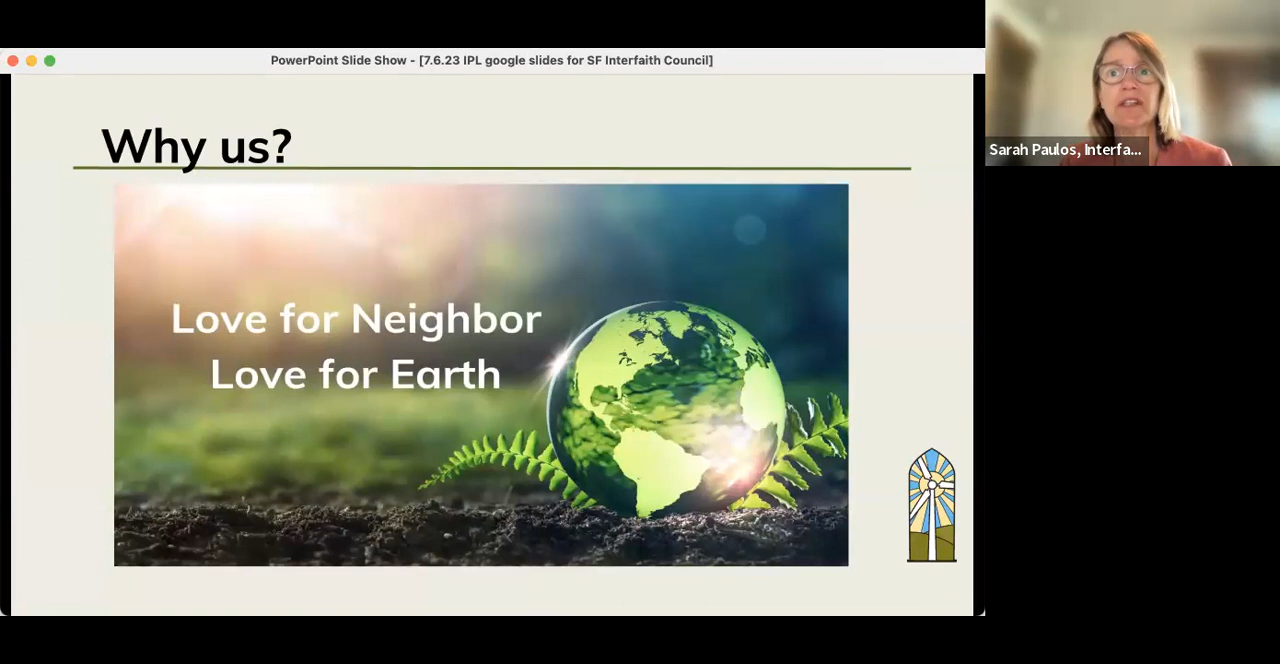 PowerPoint Slide Show - [7.6.23 IPL google slides for SF Interfaith Council]
Why us?
Love for Neighbor
Love for Earth
Sarah Paulos, Interfa...